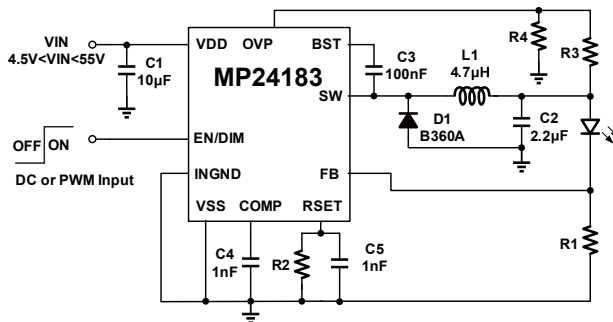 VIN
4.5V<VIN<55V
C1
10µF
VDD
OVP
BST
MP24183
SW
EN/DIM
INGND
FB
VSS
COMP
RSET
C3
100nF
L1
4.7µH
R4
R3
D1
B360A
C2
2.2µF
OFF
ON
DC or PWM Input
C4
1nF
R2
C5
1nF
R1